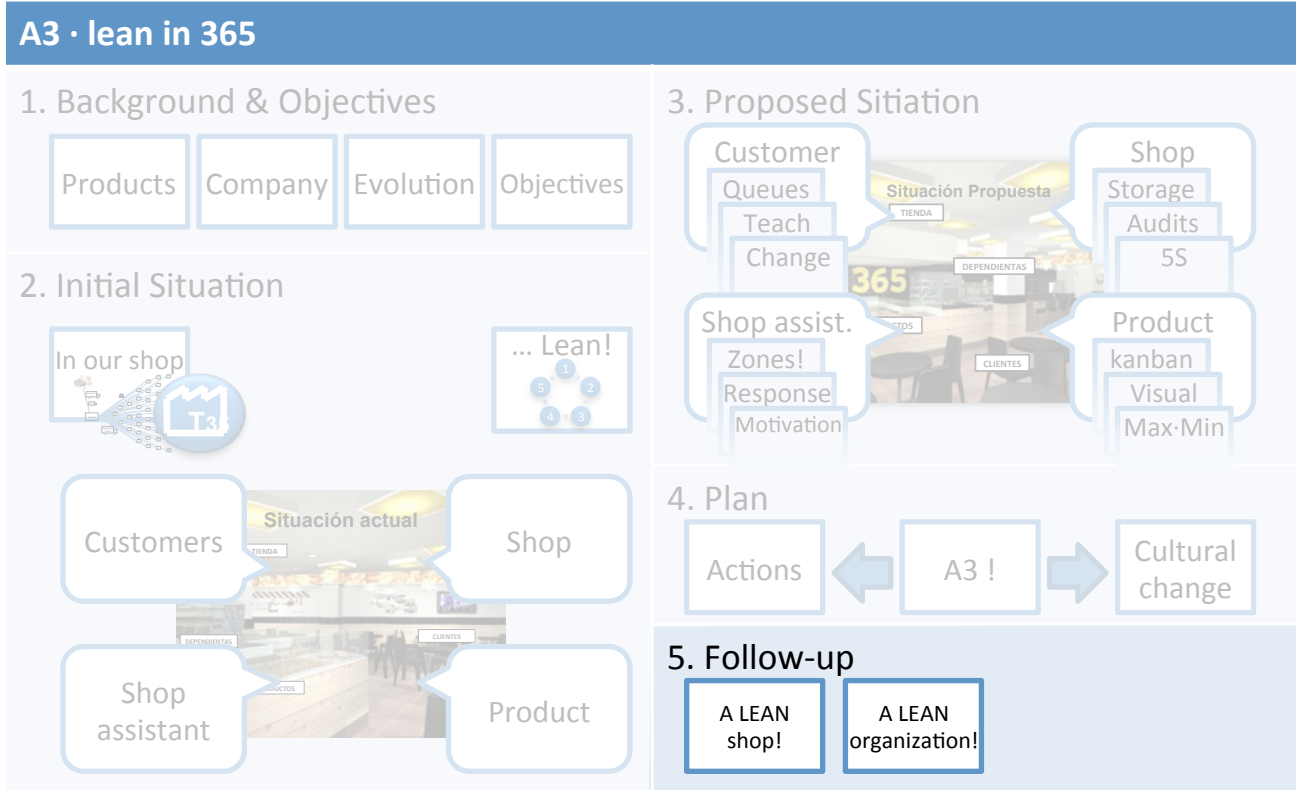 A3 · lean in 365
1. Background & Objectives
Products
Company
Evolution
Objectives
2. Initial Situation
In our shop
T3
... Lean!
1
2
3
4
5
Customers
Situación actual
TIENDA
Shop
DEPENDIENTAS
CLIENTES
Shop
assistant
Product
3. Proposed Sitiation
Customer
Queues
Teach
Change
Situación Propuesta
TIENDA
DEPENDIENTAS
365
CLIENTES
Shop
Storage
Audits
5S
Shop assist.
Zones!
Response
Motivation
Product
kanban
Visual
Max·Min
4. Plan
Actions
A3 !
Cultural
change
5. Follow-up
A LEAN
shop!
A LEAN
organization!